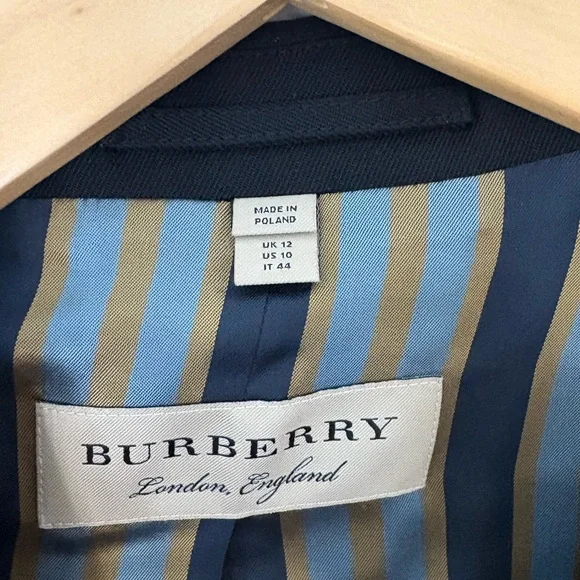 MADE IN
POLAND
UK 12
US 10
IT 44
BURBERRY
London, England